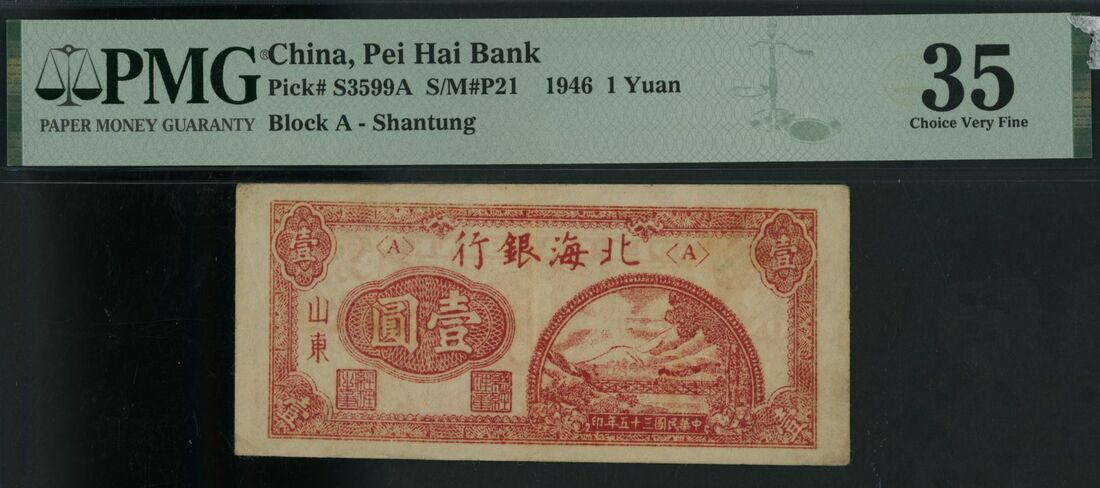 PMG®
PAPER MONEY GUARANTY
China, Pei Hai Bank
Pick# S3599A S/M#P21 1946 1 Yuan
Block A - Shantung
35
Choice Very Fine
北海銀行
〈A〉 〈A〉
壹 壹
壹圓
山東
中華民國三十五年印
壹 壹